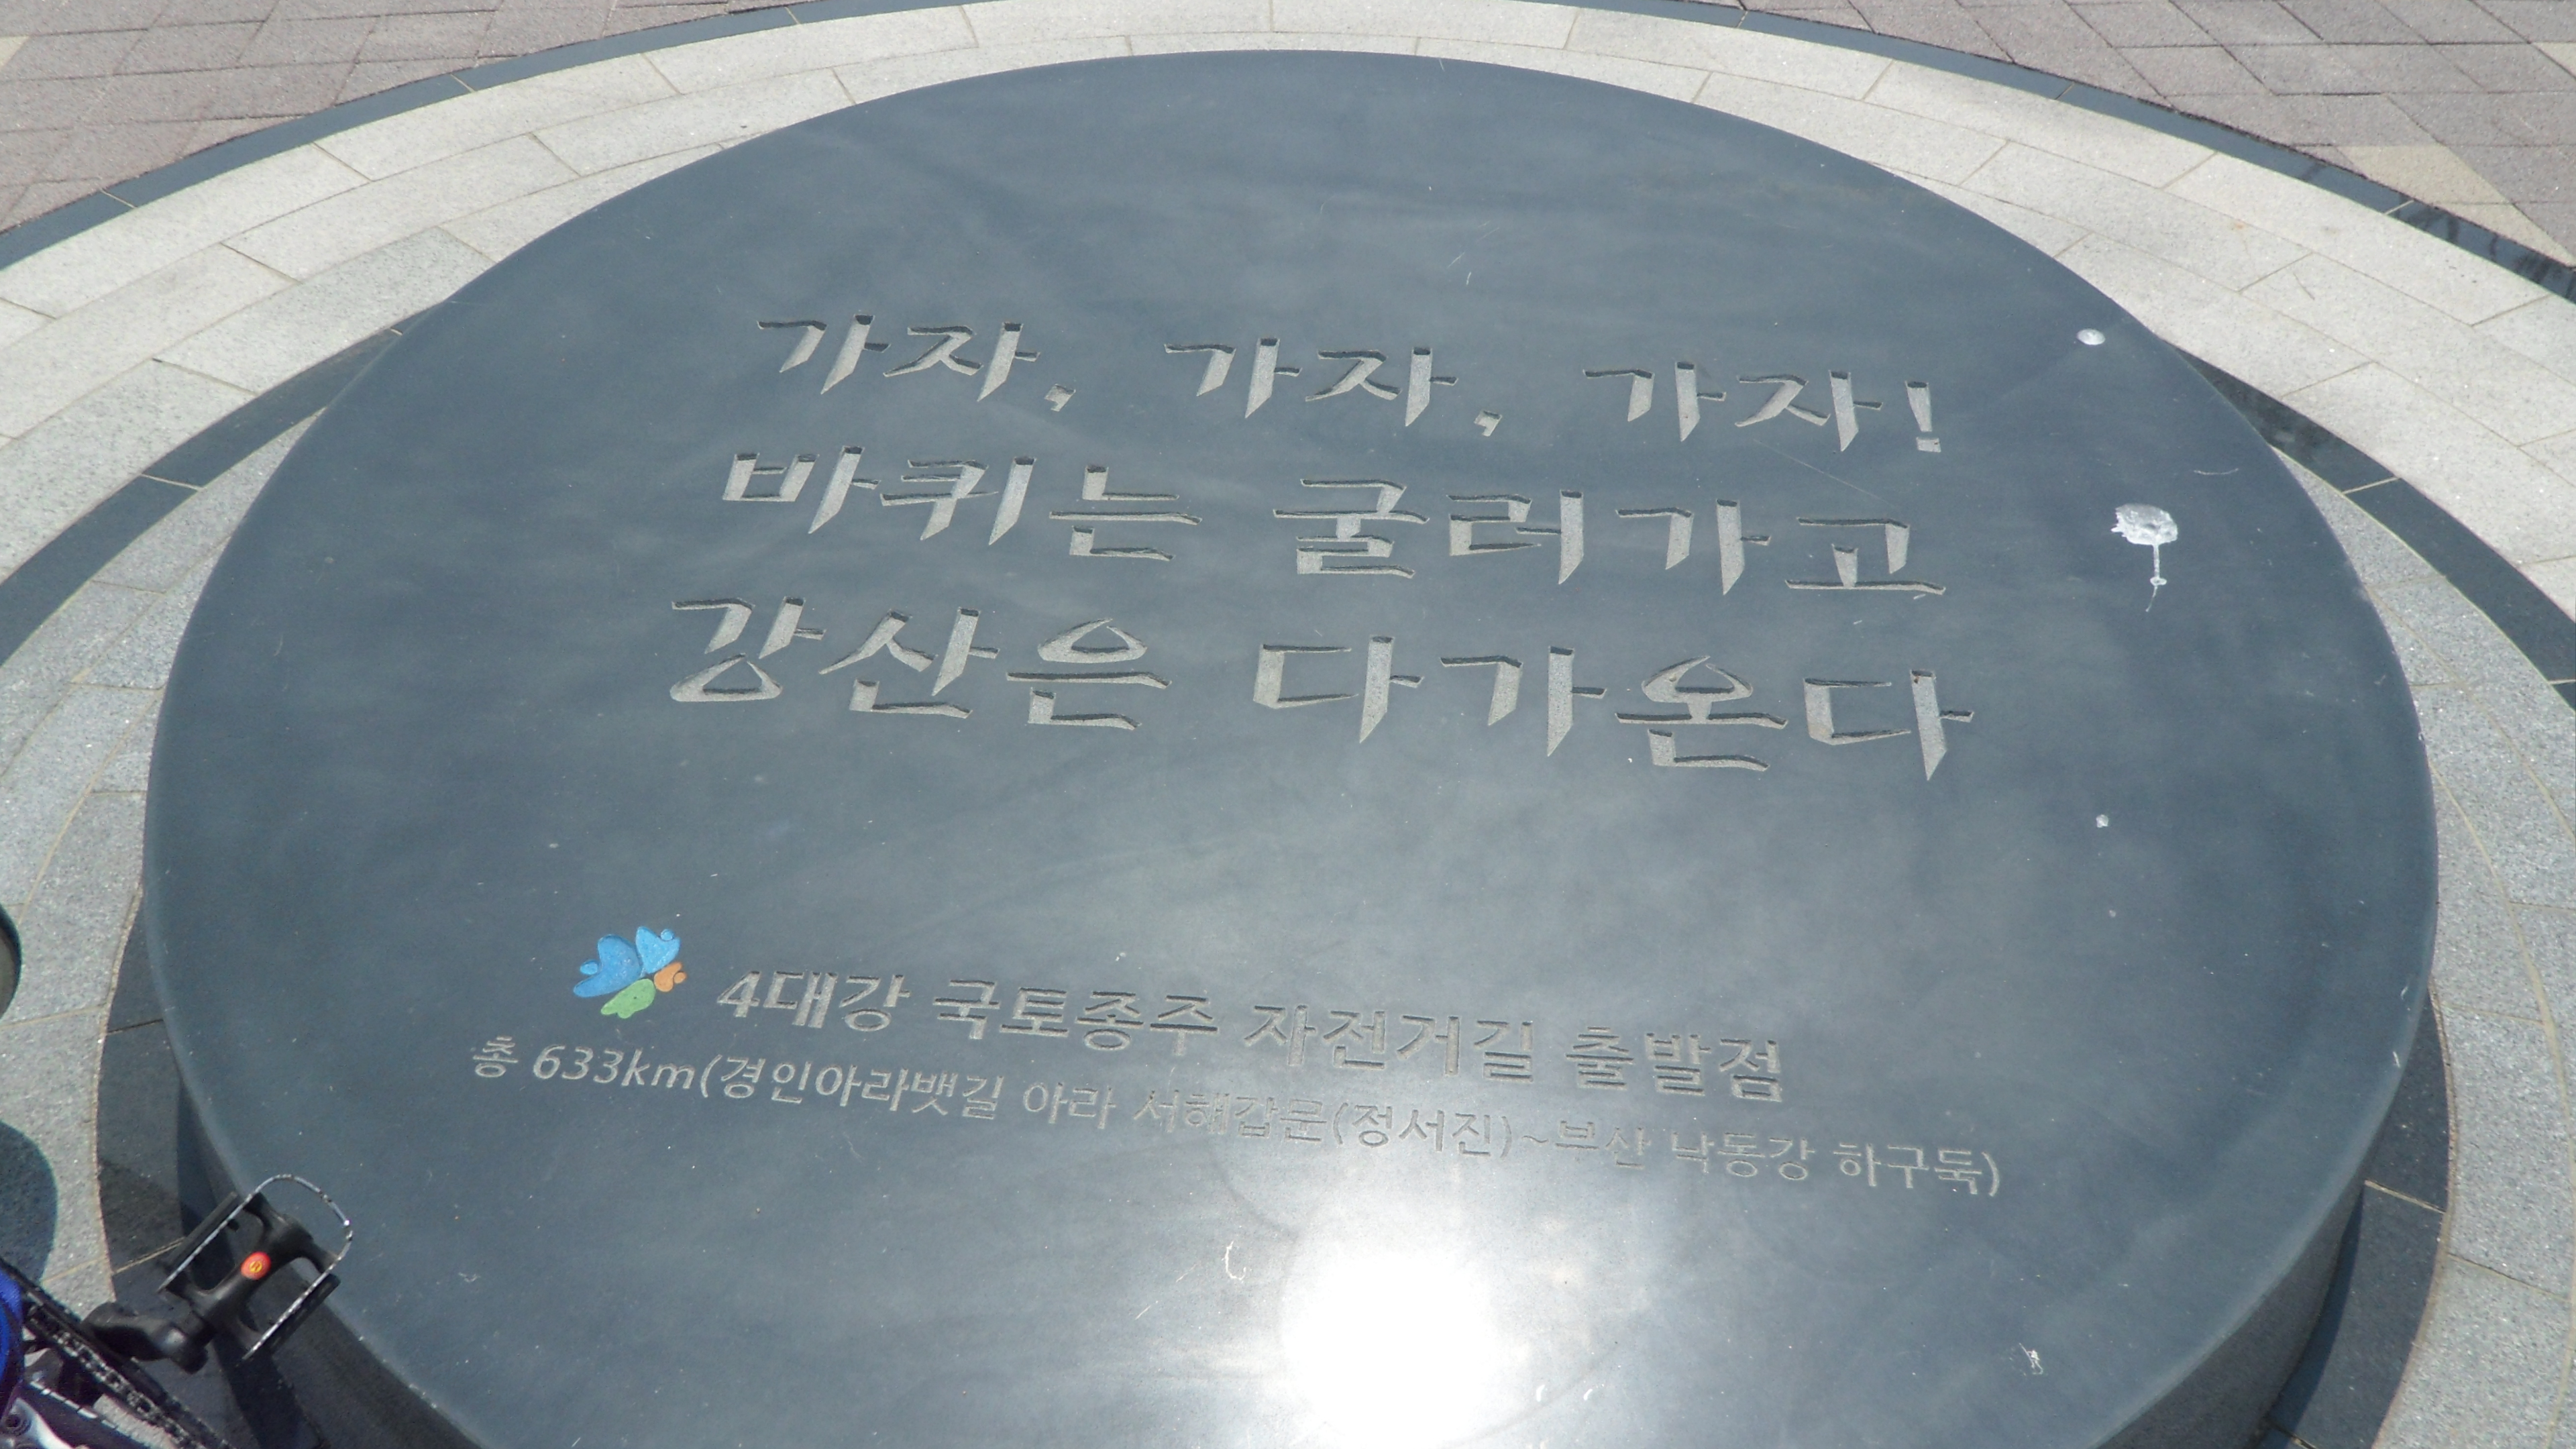 가자, 가자, 가자!
바퀴는 굴러가고
강산은 다가온다
4대강 국토종주 자전거길 출발점
총 633km(경인아라뱃길 아라 서해갑문(정서진)~부산 낙동강 하구둑)